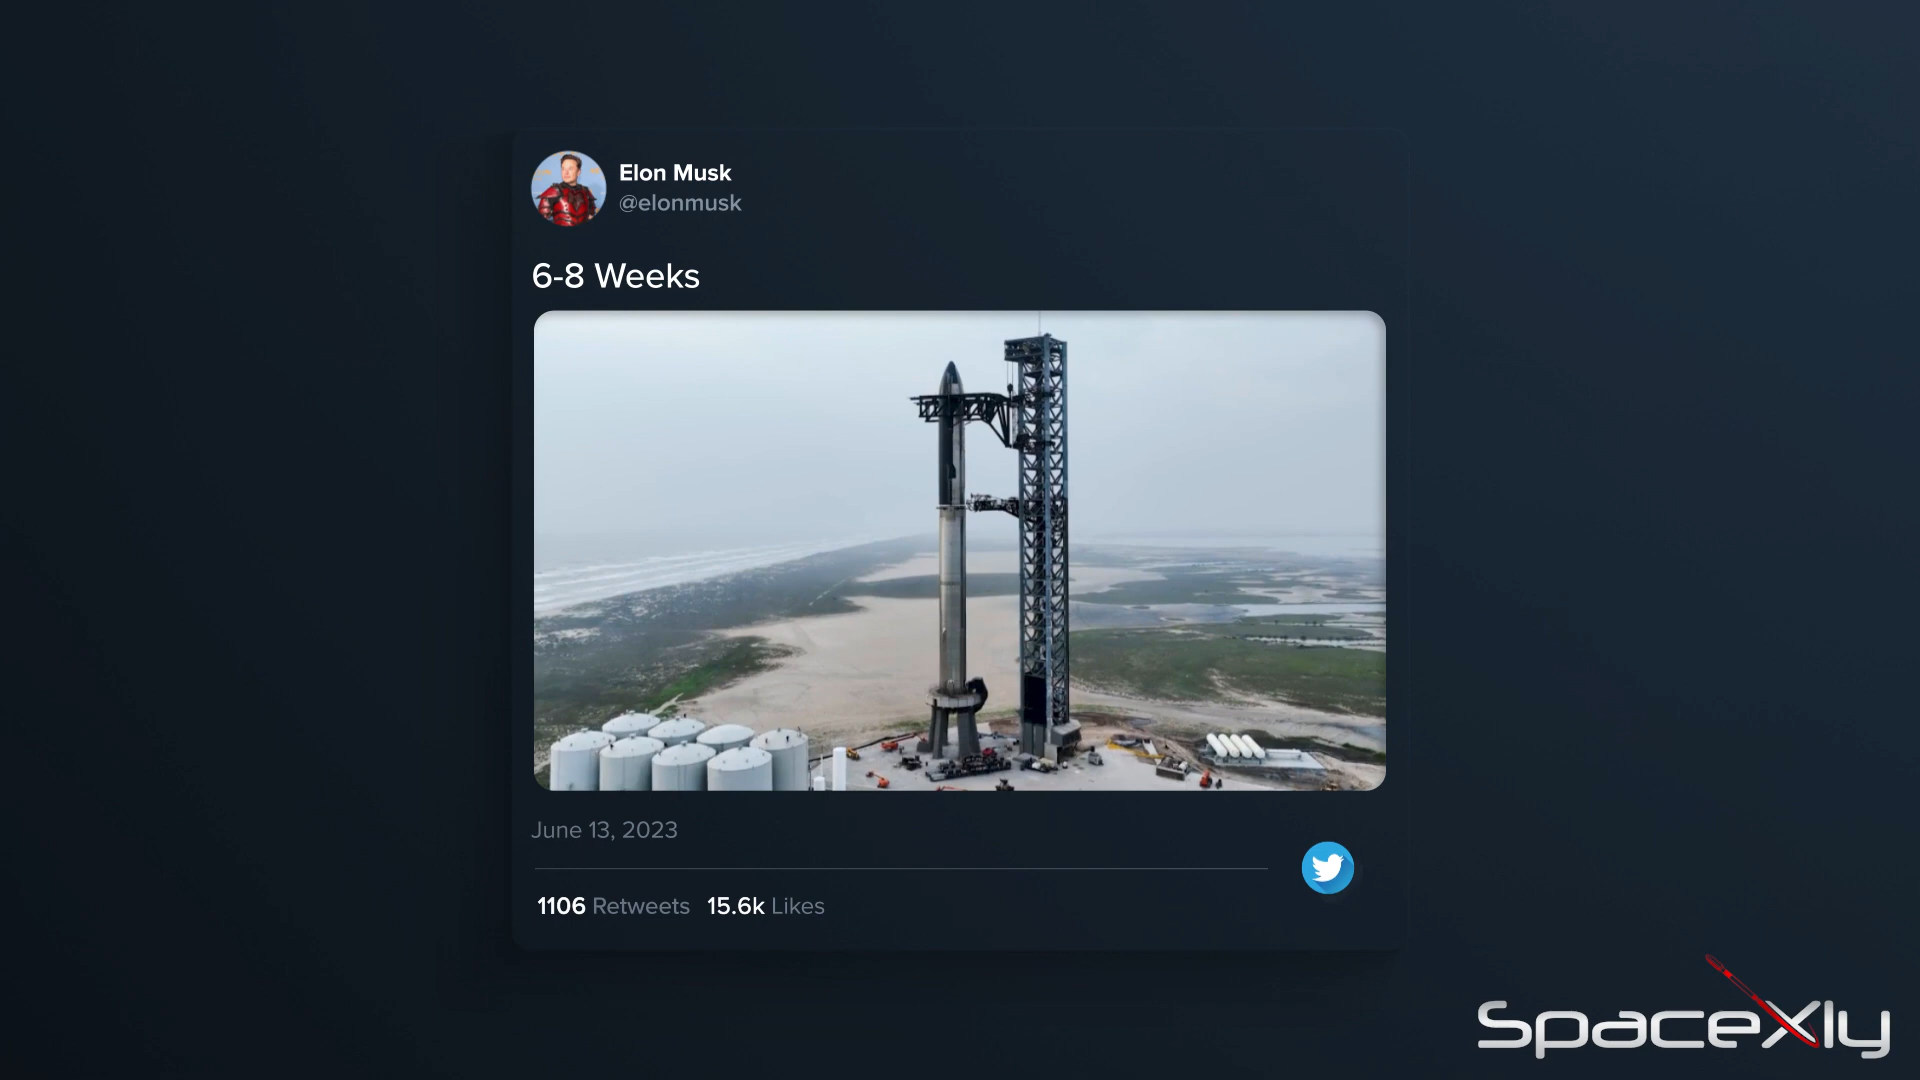 Elon Musk
@elonmusk
6-8 Weeks
June 13, 2023
1106 Retweets 15.6k Likes
SpaceXly